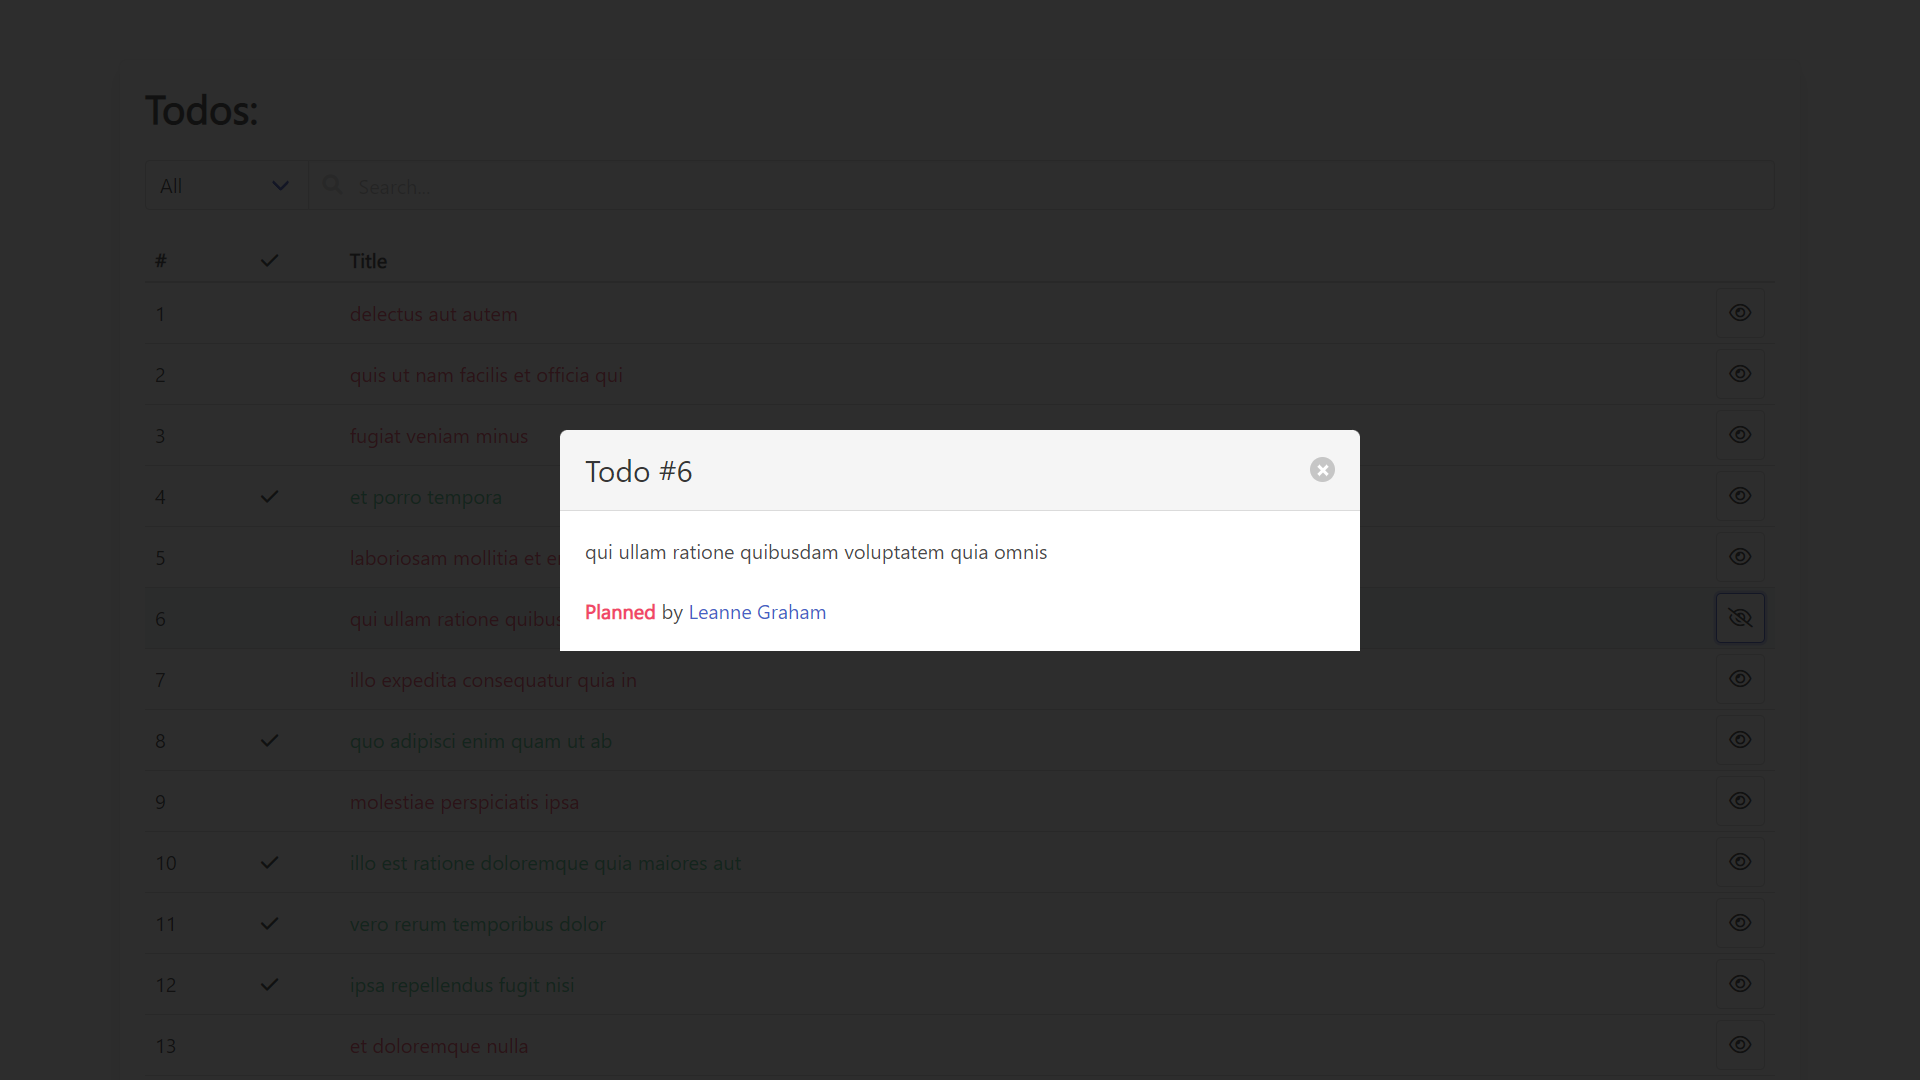 Todos:
All
Search...
# Title
1 delectus aut autem
2 quis ut nam facilis et officia qui
3 fugiat veniam minus
Todo #6
4 et porro tempora
qui ullam ratione quibusdam voluptatem quia omnis
5 laboriosam mollitia et
Planned by Leanne Graham
6 qui ullam ratione
7 illo expedita consequatur quia in
8 quo adipisci enim quam ut ab
9 molestiae perspiciatis ipsa
10 illo est ratione doloremque quia maiores aut
11 vero rerum temporibus dolor
12 ipsa repellendus fugit nisi
13 et doloremque nulla